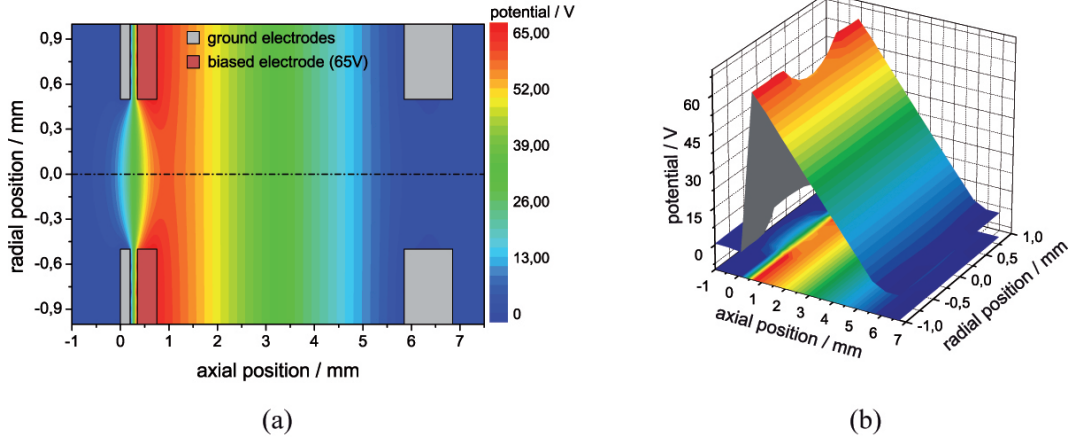 potential / V
0,9
0,6
0,3
0,0
-0,3
-0,6
-0,9
radial position / mm
ground electrodes
biased electrode (65V)
65,00
52,00
39,00
26,00
13,00
0
-1 0 1 2 3 4 5 6 7
axial position / mm
(a)
60
45
30
15
0
potential / V
-1 0 1 2 3 4 5 6 7
axial position / mm
1,0
0,5
0,0
-0,5
-1,0
radial position / mm
(b)